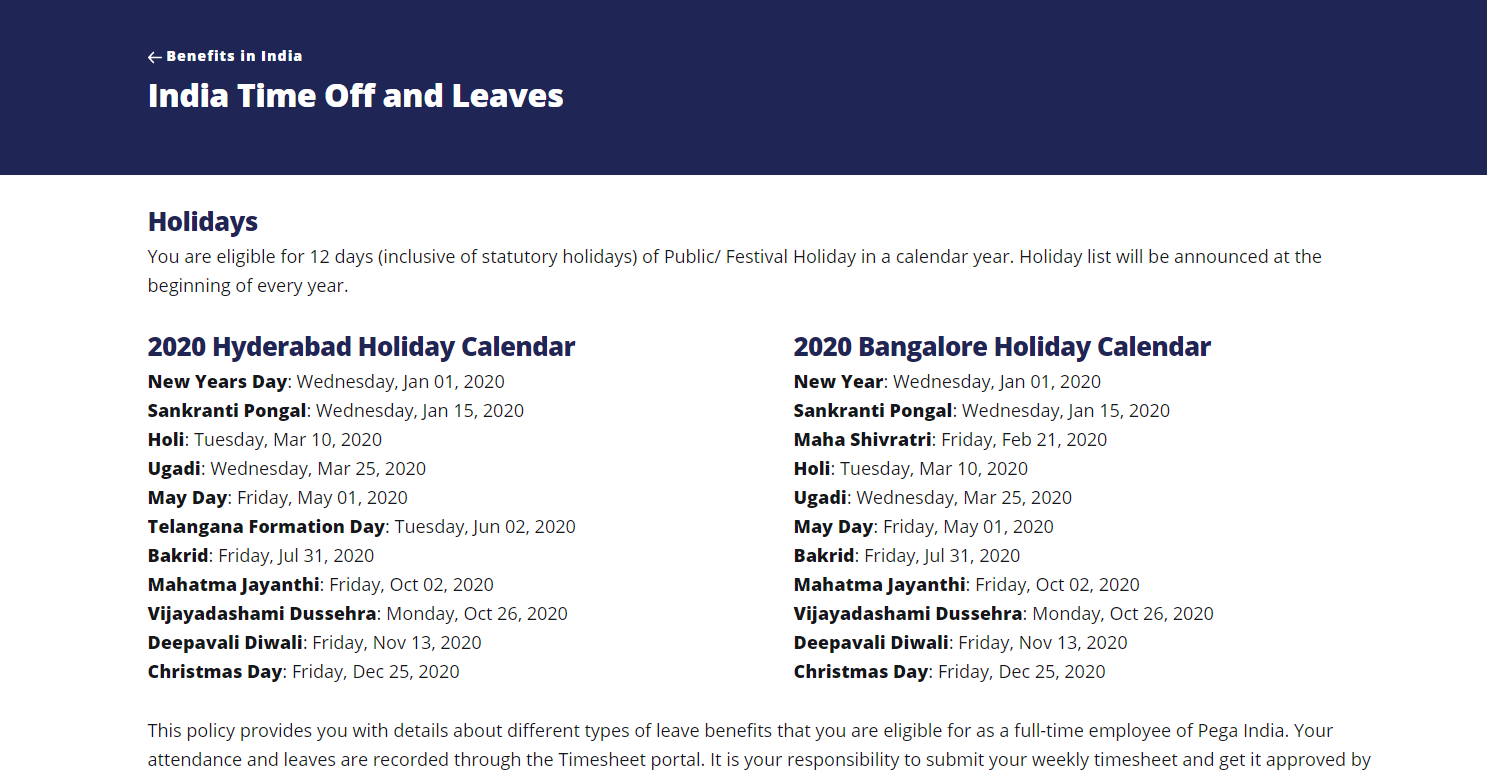 ← Benefits in India
India Time Off and Leaves
Holidays
You are eligible for 12 days (inclusive of statutory holidays) of Public/ Festival Holiday in a calendar year. Holiday list will be announced at the
beginning of every year.
2020 Hyderabad Holiday Calendar
New Years Day: Wednesday, Jan 01, 2020
Sankranti Pongal: Wednesday, Jan 15, 2020
Holi: Tuesday, Mar 10, 2020
Ugadi: Wednesday, Mar 25, 2020
May Day: Friday, May 01, 2020
Telangana Formation Day: Tuesday, Jun 02, 2020
Bakrid: Friday, Jul 31, 2020
Mahatma Jayanthi: Friday, Oct 02, 2020
Vijayadashami Dussehra: Monday, Oct 26, 2020
Deepavali Diwali: Friday, Nov 13, 2020
Christmas Day: Friday, Dec 25, 2020
2020 Bangalore Holiday Calendar
New Year: Wednesday, Jan 01, 2020
Sankranti Pongal: Wednesday, Jan 15, 2020
Maha Shivratri: Friday, Feb 21, 2020
Holi: Tuesday, Mar 10, 2020
Ugadi: Wednesday, Mar 25, 2020
May Day: Friday, May 01, 2020
Bakrid: Friday, Jul 31, 2020
Mahatma Jayanthi: Friday, Oct 02, 2020
Vijayadashami Dussehra: Monday, Oct 26, 2020
Deepavali Diwali: Friday, Nov 13, 2020
Christmas Day: Friday, Dec 25, 2020
This policy provides you with details about different types of leave benefits that you are eligible for as a full-time employee of Pega India. Your
attendance and leaves are recorded through the Timesheet portal. It is your responsibility to submit your weekly timesheet and get it approved by